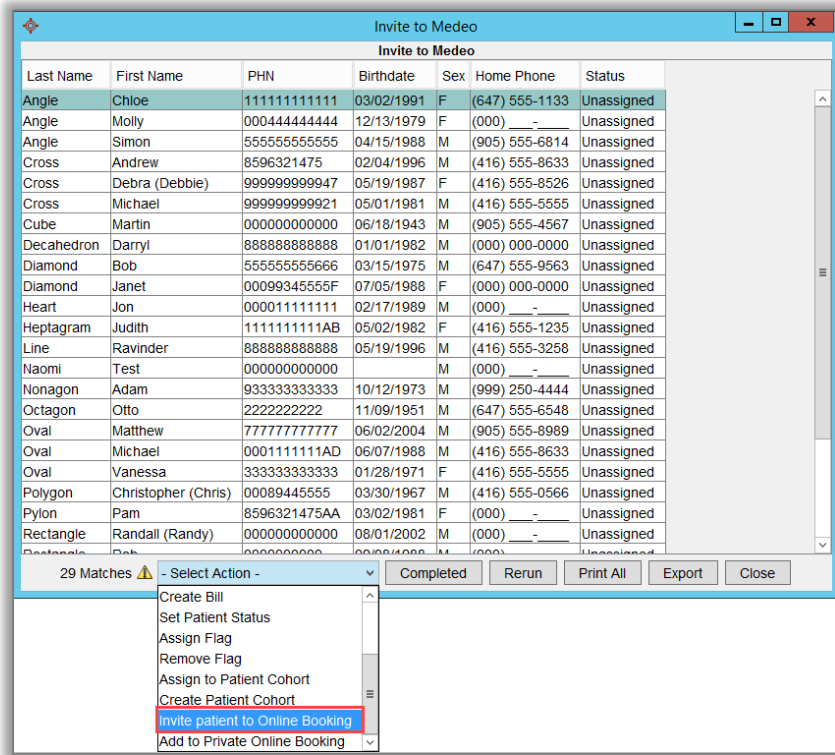 Invite to Medeo
Invite to Medeo
Last Name First Name PHN Birthdate Sex Home Phone Status
Angle Chloe 111111111111 03/02/1991 F (647) 555-1133 Unassigned
Angle Molly 000444444444 12/13/1979 F (000) ___-____ Unassigned
Angle Simon 555555555555 04/15/1988 M (905) 555-6814 Unassigned
Cross Andrew 8596321475 02/04/1996 M (416) 555-8633 Unassigned
Cross Debra (Debbie) 999999999947 05/19/1987 F (416) 555-8526 Unassigned
Cross Michael 999999999921 05/01/1981 M (416) 555-5555 Unassigned
Cube Martin 000000000000 06/18/1943 M (905) 555-4567 Unassigned
Decahedron Darryl 888888888888 01/01/1982 M (000) 000-0000 Unassigned
Diamond Bob 555555555666 03/15/1975 M (647) 555-9563 Unassigned
Diamond Janet 00099345555F 07/05/1988 F (000) 000-0000 Unassigned
Heart Jon 000011111111 02/17/1989 M (000) ___-____ Unassigned
Heptagram Judith 1111111111AB 05/02/1982 F (416) 555-1235 Unassigned
Line Ravinder 888888888888 05/19/1996 M (416) 555-3258 Unassigned
Naomi Test 000000000000 M (000) ___-____ Unassigned
Nonagon Adam 933333333333 10/12/1973 M (999) 250-4444 Unassigned
Octagon Otto 2222222222 11/09/1951 M (647) 555-6548 Unassigned
Oval Matthew 777777777777 06/02/2004 M (905) 555-8989 Unassigned
Oval Michael 0001111111AD 06/07/1988 M (416) 555-8633 Unassigned
Oval Vanessa 333333333333 01/28/1971 F (416) 555-5555 Unassigned
Polygon Christopher (Chris) 00089445555 03/30/1967 M (416) 555-0566 Unassigned
Pylon Pam 8596321475AA 03/02/1981 F (000) ___-____ Unassigned
Rectangle Randall (Randy) 000000000000 08/01/2002 M (000) ___-____ Unassigned
29 Matches - Select Action - Completed Rerun Print All Export Close
Create Bill
Set Patient Status
Assign Flag
Remove Flag
Assign to Patient Cohort
Create Patient Cohort
Invite patient to Online Booking
Add to Private Online Booking